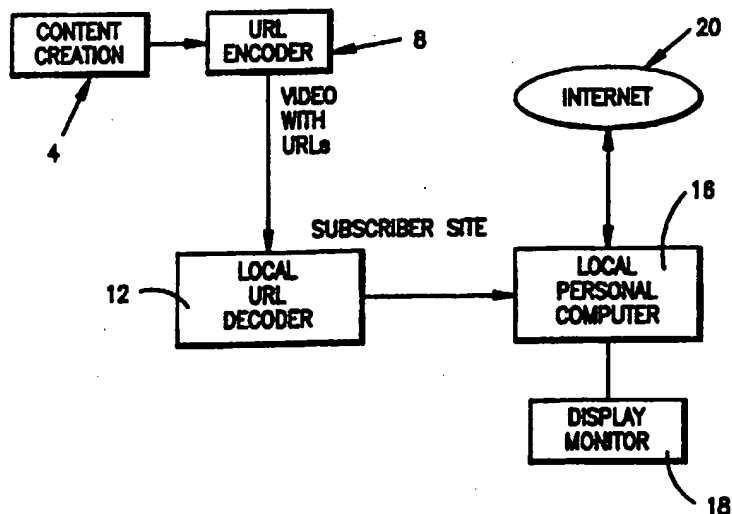 CONTENT
CREATION
4
URL
ENCODER
8
VIDEO
WITH
URLs
20
INTERNET
SUBSCRIBER SITE
16
12
LOCAL
URL
DECODER
LOCAL
PERSONAL
COMPUTER
DISPLAY
MONITOR
18